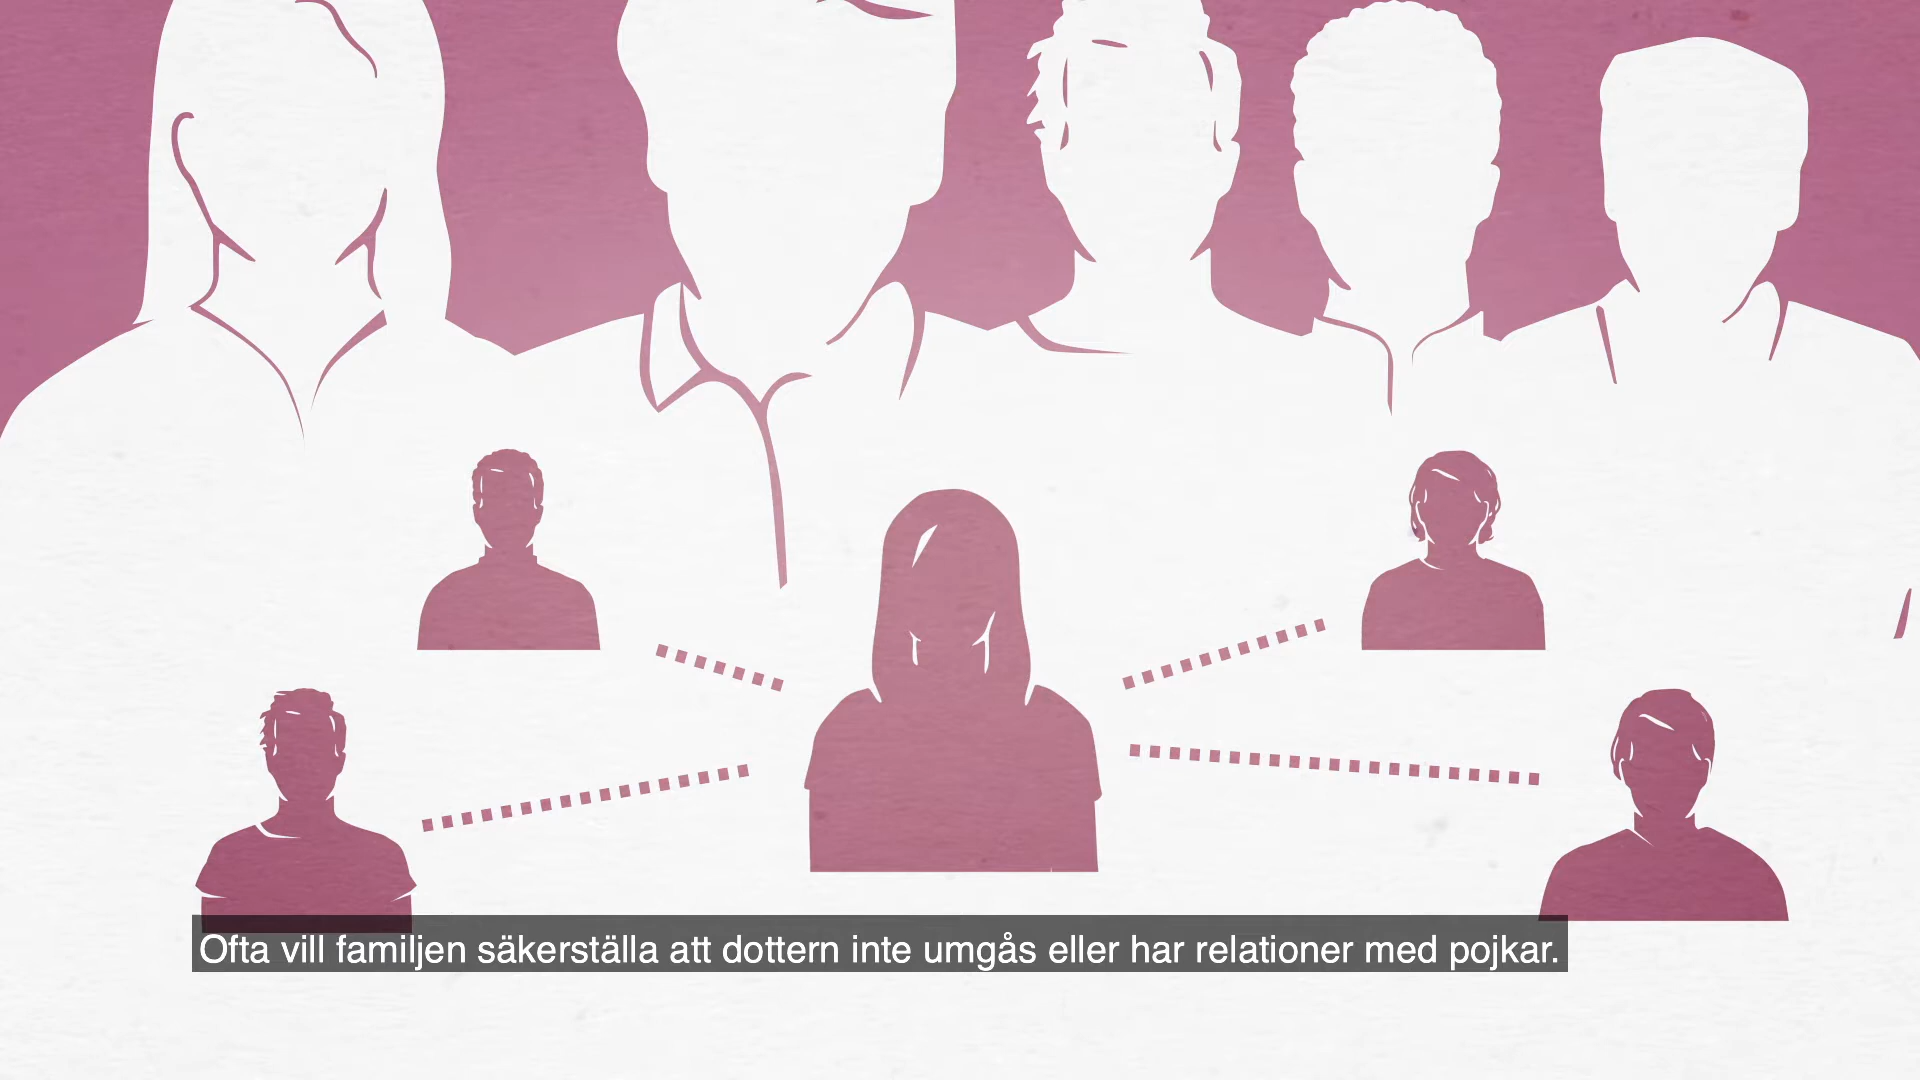 Ofta vill familjen säkerställa att dottern inte umgås eller har relationer med pojkar.